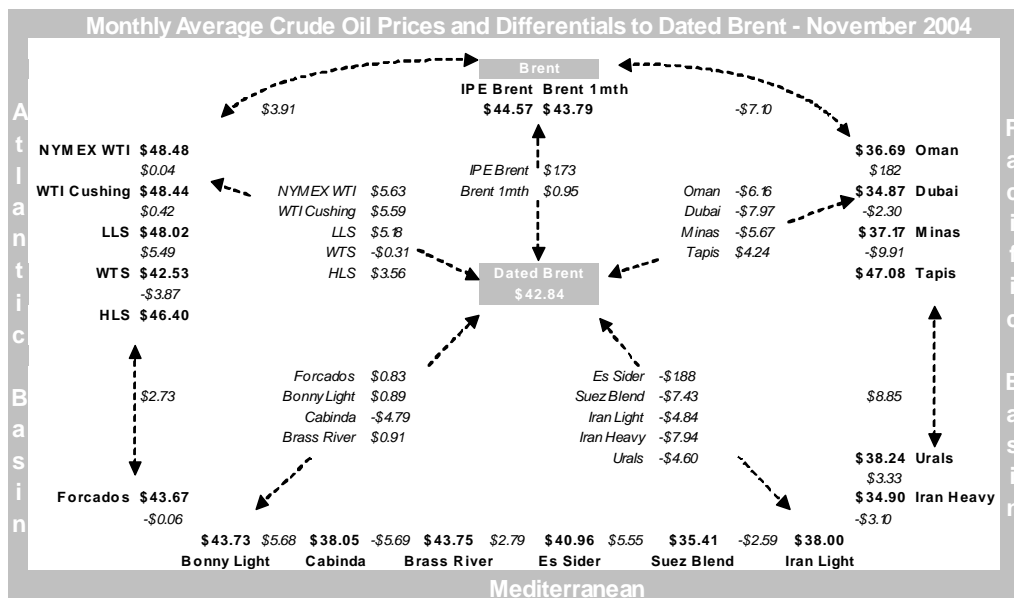 Monthly Average Crude Oil Prices and Differentials to Dated Brent - November 2004
Brent
IPE Brent Brent 1mth
$44.57 $43.79
$3.91
-$7.10
Atlantic Basin
Pacific Basin
NYMEX WTI $48.48
$0.04
WTI Cushing $48.44
$0.42
LLS $48.02
$5.49
WTS $42.53
-$3.87
HLS $46.40
NYMEX WTI $5.63
WTI Cushing $5.59
LLS $5.18
WTS -$0.31
HLS $3.56
IPE Brent $1.73
Brent 1mth $0.95
Dated Brent
$42.84
Oman -$6.16
Dubai -$7.97
Minas -$5.67
Tapis $4.24
$36.69 Oman
$1.82
$34.87 Dubai
-$2.30
$37.17 Minas
-$9.91
$47.08 Tapis
$2.73
Forcados $0.83
Bonny Light $0.89
Cabinda -$4.79
Brass River $0.91
Es Sider -$1.88
Suez Blend -$7.43
Iran Light -$4.84
Iran Heavy -$7.94
Urals -$4.60
$8.85
$38.24 Urals
$3.33
$34.90 Iran Heavy
-$3.10
Forcados $43.67
-$0.06
$43.73 $5.68 $38.05 -$5.69 $43.75 $2.79 $40.96 $5.55 $35.41 -$2.59 $38.00
Bonny Light Cabinda Brass River Es Sider Suez Blend Iran Light
Mediterranean